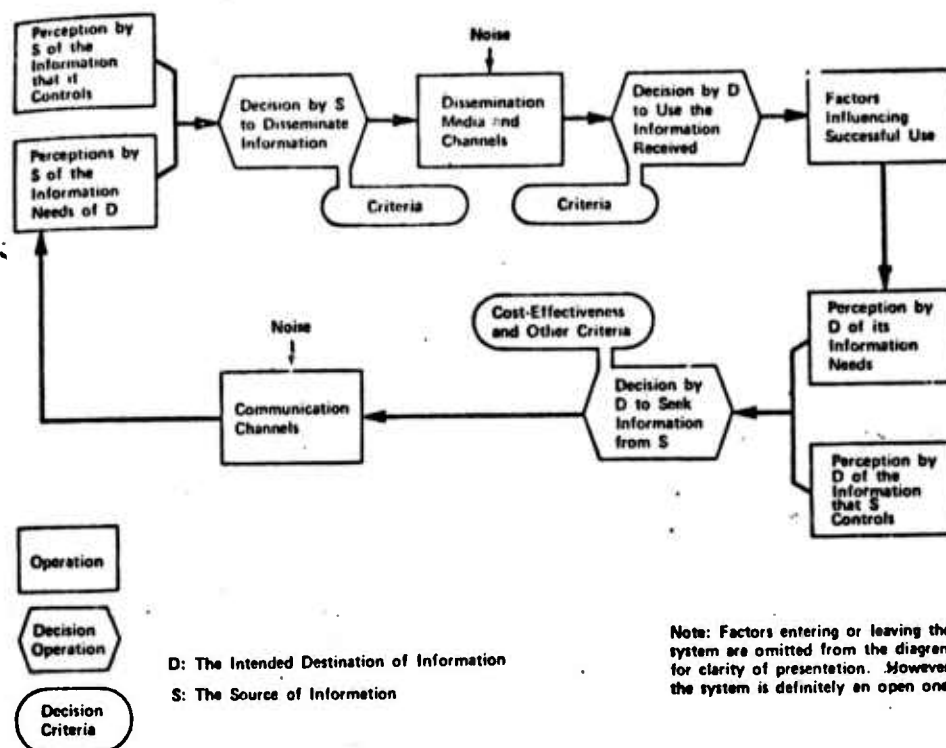 Perception by
S of the
Information
that it
Controls
Perceptions by
S of the
Information
Needs of D
Decision by S
to Disseminate
Information
Criteria
Noise
Dissemination
Media and
Channels
Decision by D
to Use the
Information
Received
Criteria
Factors
Influencing
Successful Use
Perception by
D of its
Information
Needs
Perception by
D of the
Information
that S
Controls
Cost-Effectiveness
and Other Criteria
Decision by
D to Seek
Information
from S
Noise
Communication
Channels
Operation
Decision
Operation
Decision
Criteria
D: The Intended Destination of Information
S: The Source of Information
Note: Factors entering or leaving the
system are omitted from the diagram
for clarity of presentation. However
the system is definitely an open one